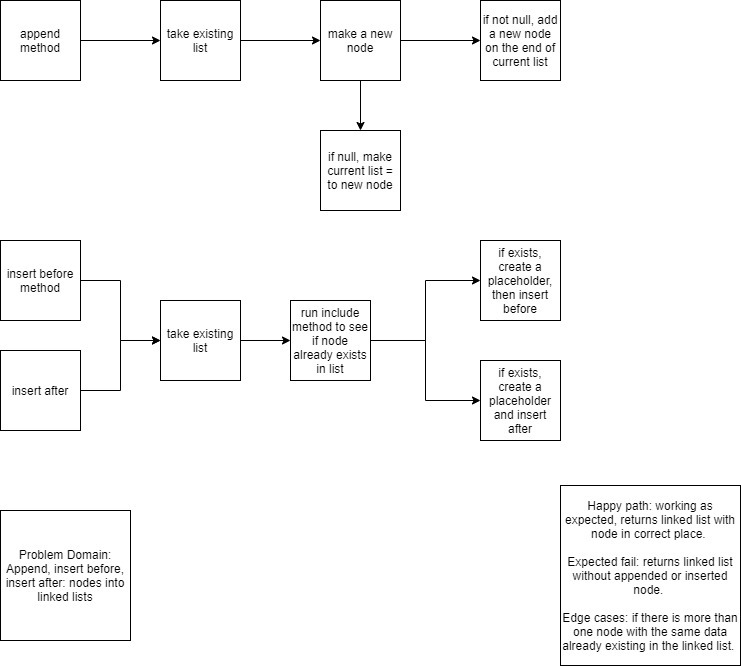 append
method
take existing
list
make a new
node
if not null, add
a new node
on the end of
current list
if null, make
current list =
to new node
insert before
method
insert after
take existing
list
run include
method to see
if node
already exists
in list
if exists,
create a
placeholder,
then insert
before
if exists,
create a
placeholder
and insert
after
Problem Domain:
Append, insert before,
insert after: nodes into
linked lists
Happy path: working as
expected, returns linked list with
node in correct place.
Expected fail: returns linked list
without appended or inserted
node.
Edge cases: if there is more than
one node with the same data
already existing in the linked list.